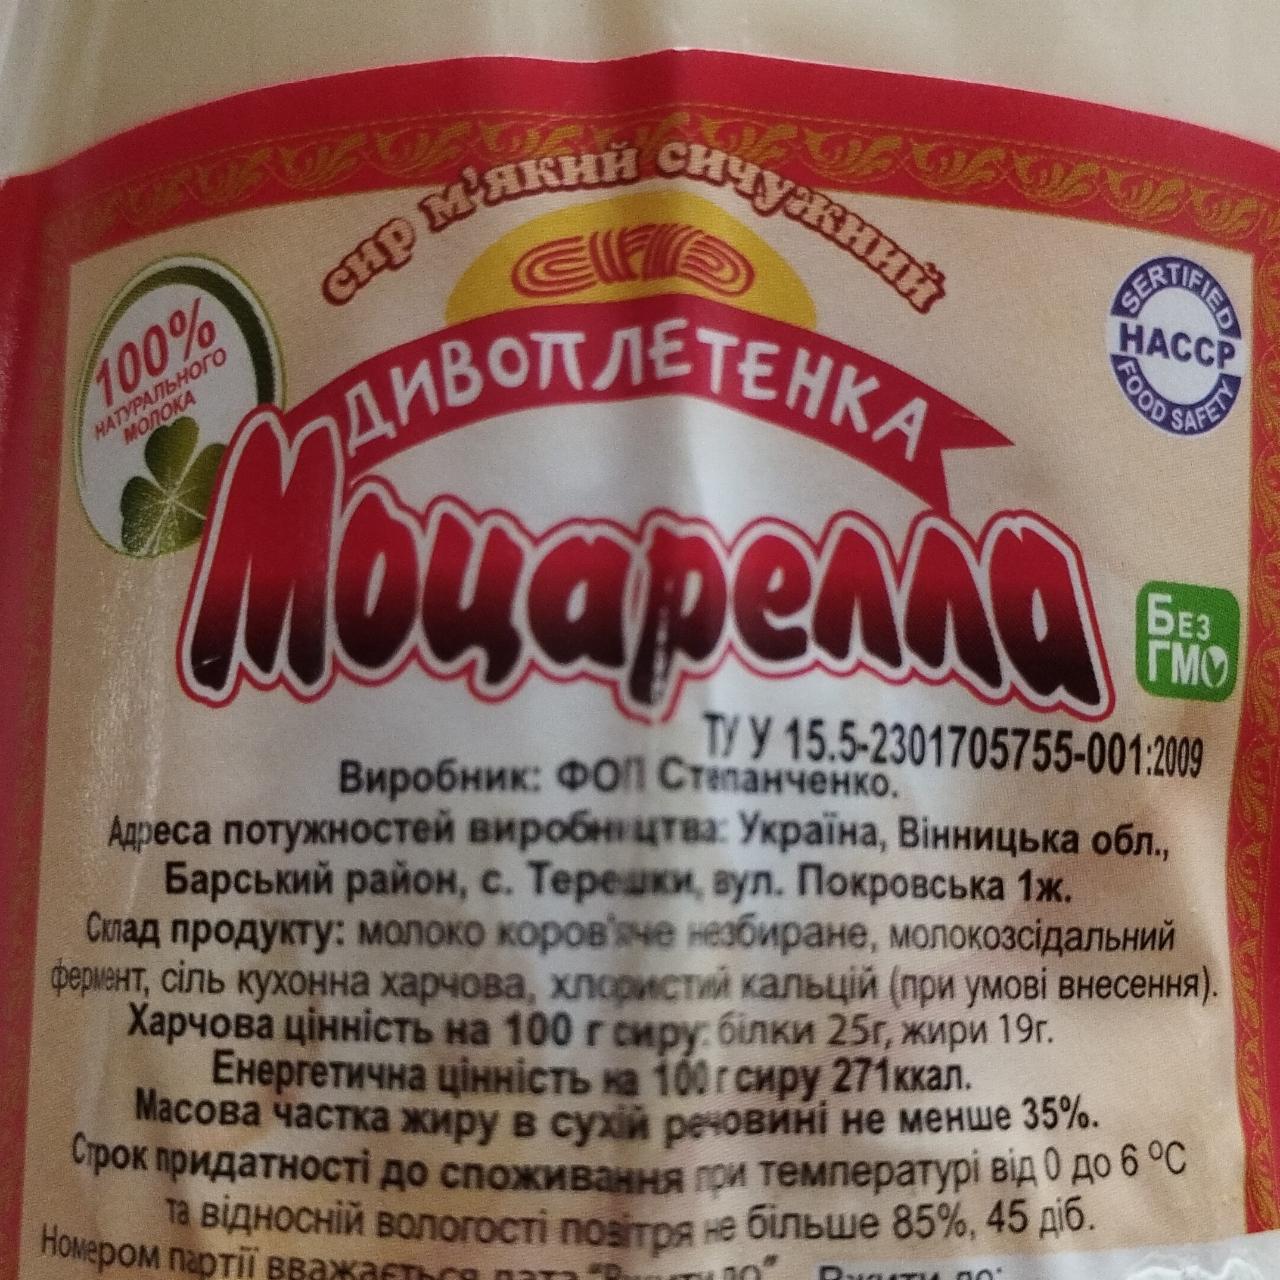 сир м'який сичужний
100%
НАТУРАЛЬНОГО
МОЛОКА
SERTIFIED
HACCP
FOOD SAFETY
ДИВОПЛЕТЕНКА
Моцарелла
БЕЗ
ГМО
ТУ У 15.5-2301705755-001:2009
Виробник: ФОП Степанченко.
Адреса потужностей виробництва: Україна, Вінницька обл.,
Барський район, с. Терешки, вул. Покровська 1ж.
Склад продукту: молоко коров'яче незбиране, молокозсідальний
фермент, сіль кухонна харчова, хлористий кальцій (при умові внесення).
Харчова цінність на 100 г сиру: білки 25г, жири 19г.
Енергетична цінність на 100 г сиру 271ккал.
Масова частка жиру в сухій речовині не менше 35%.
Строк придатності до споживання при температурі від 0 до 6 °C
та відносній вологості повітря не більше 85%, 45 діб.
Номером партії вважається дата "Вжити до" Вжити до: